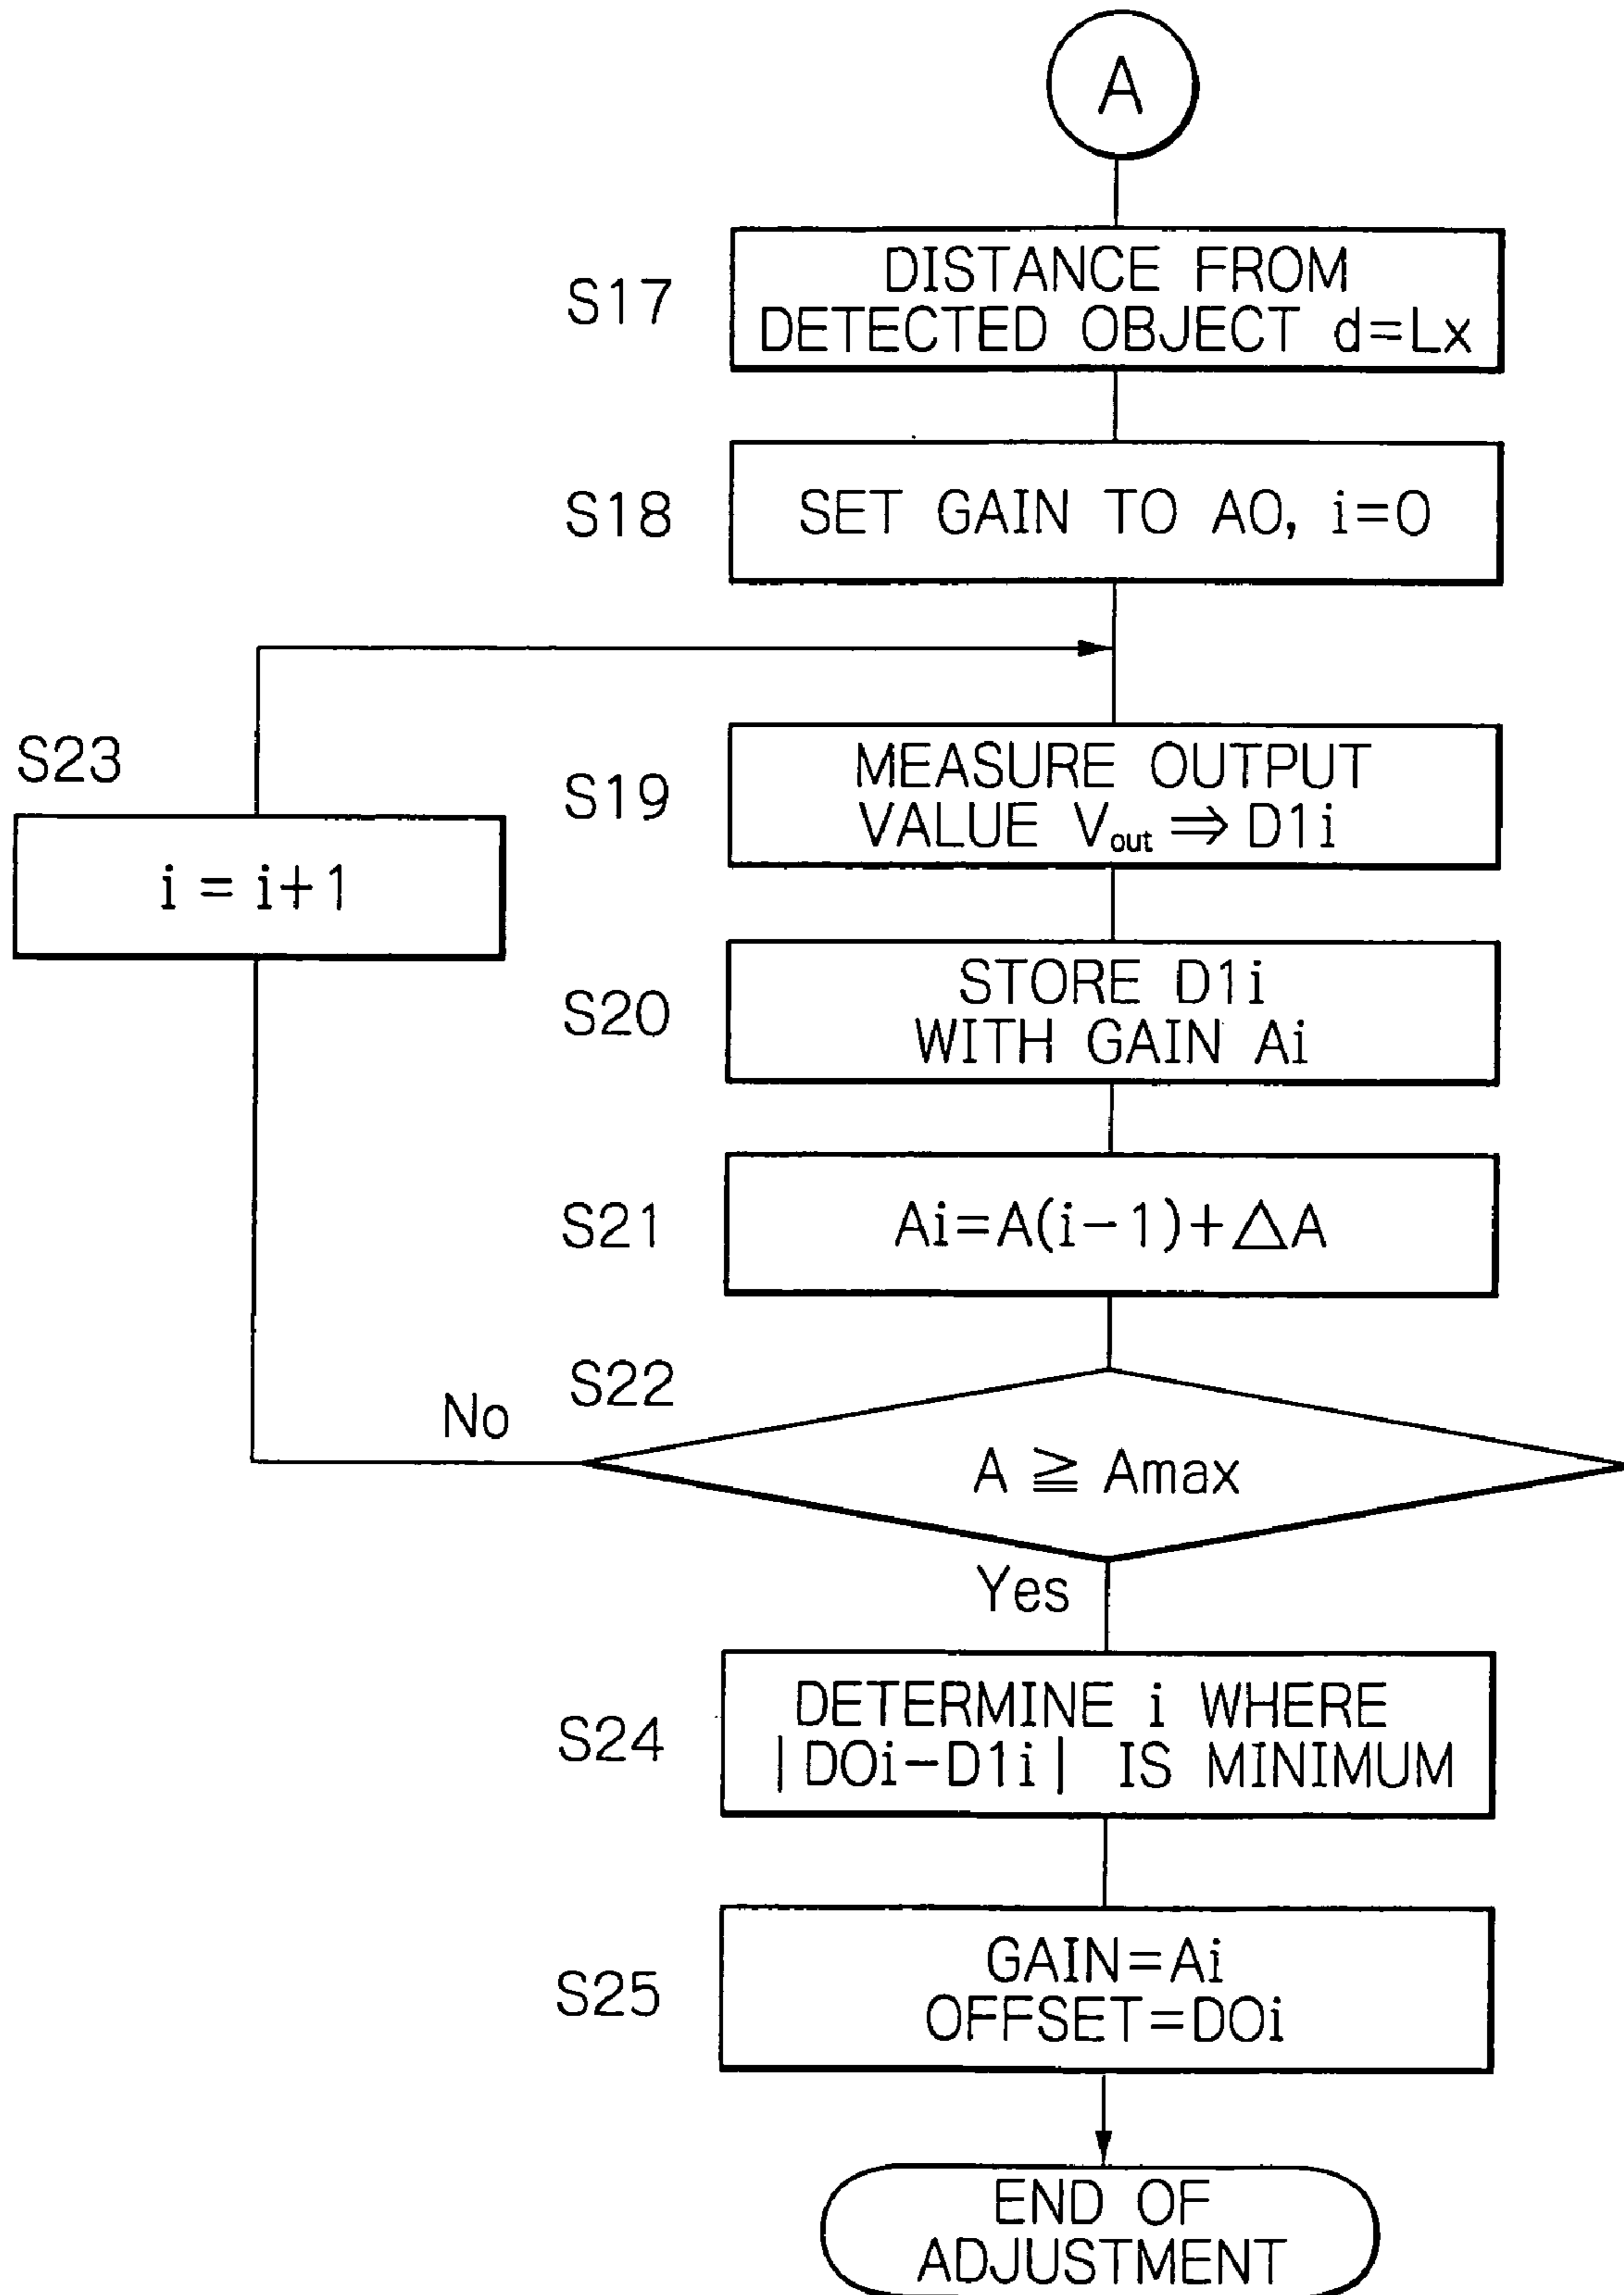 A
S17
DISTANCE FROM
DETECTED OBJECT d=Lx
S18
SET GAIN TO A0, i=0
S23
i = i+1
S19
MEASURE OUTPUT
VALUE Vout ⇒ D1i
S20
STORE D1i
WITH GAIN Ai
S21
Ai=A(i-1)+△A
S22
No
A ≧ Amax
Yes
S24
DETERMINE i WHERE
|D0i-D1i| IS MINIMUM
S25
GAIN=Ai
OFFSET=D0i
END OF
ADJUSTMENT